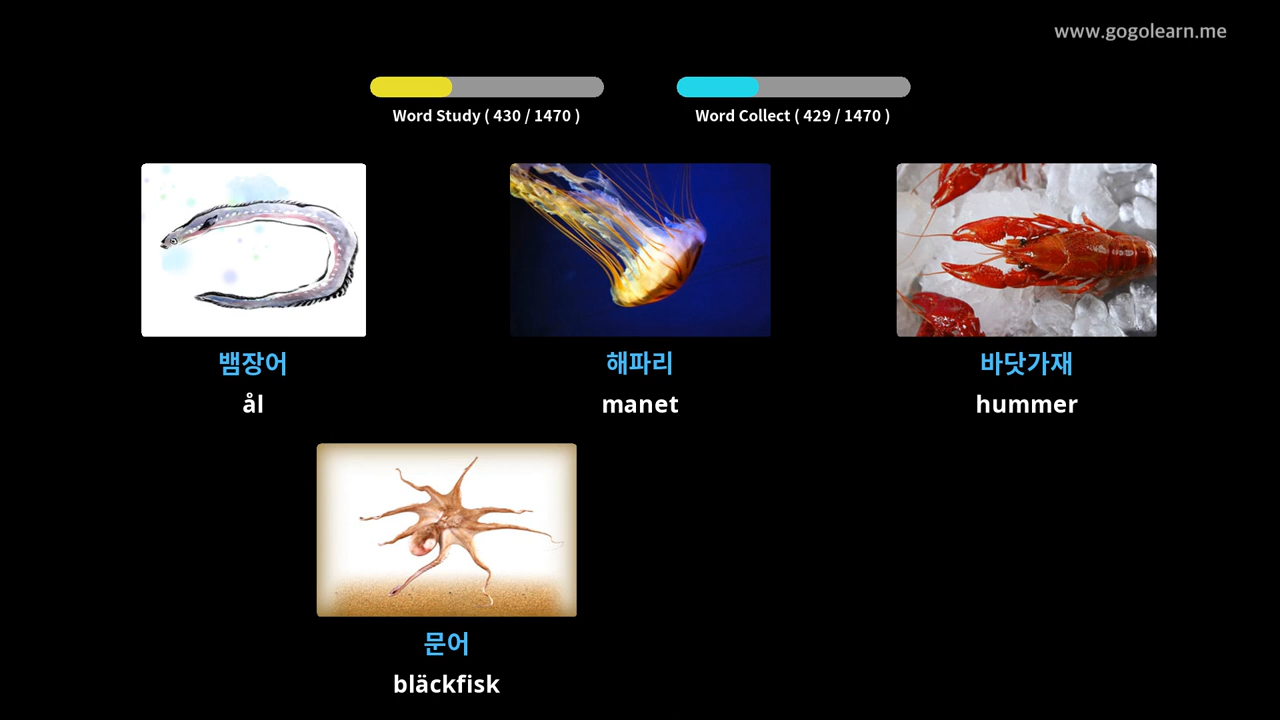 www.gogolearn.me
Word Study ( 430 / 1470 )
Word Collect ( 429 / 1470 )
뱀장어
해파리
바닷가재
ål
manet
hummer
문어
bläckfisk